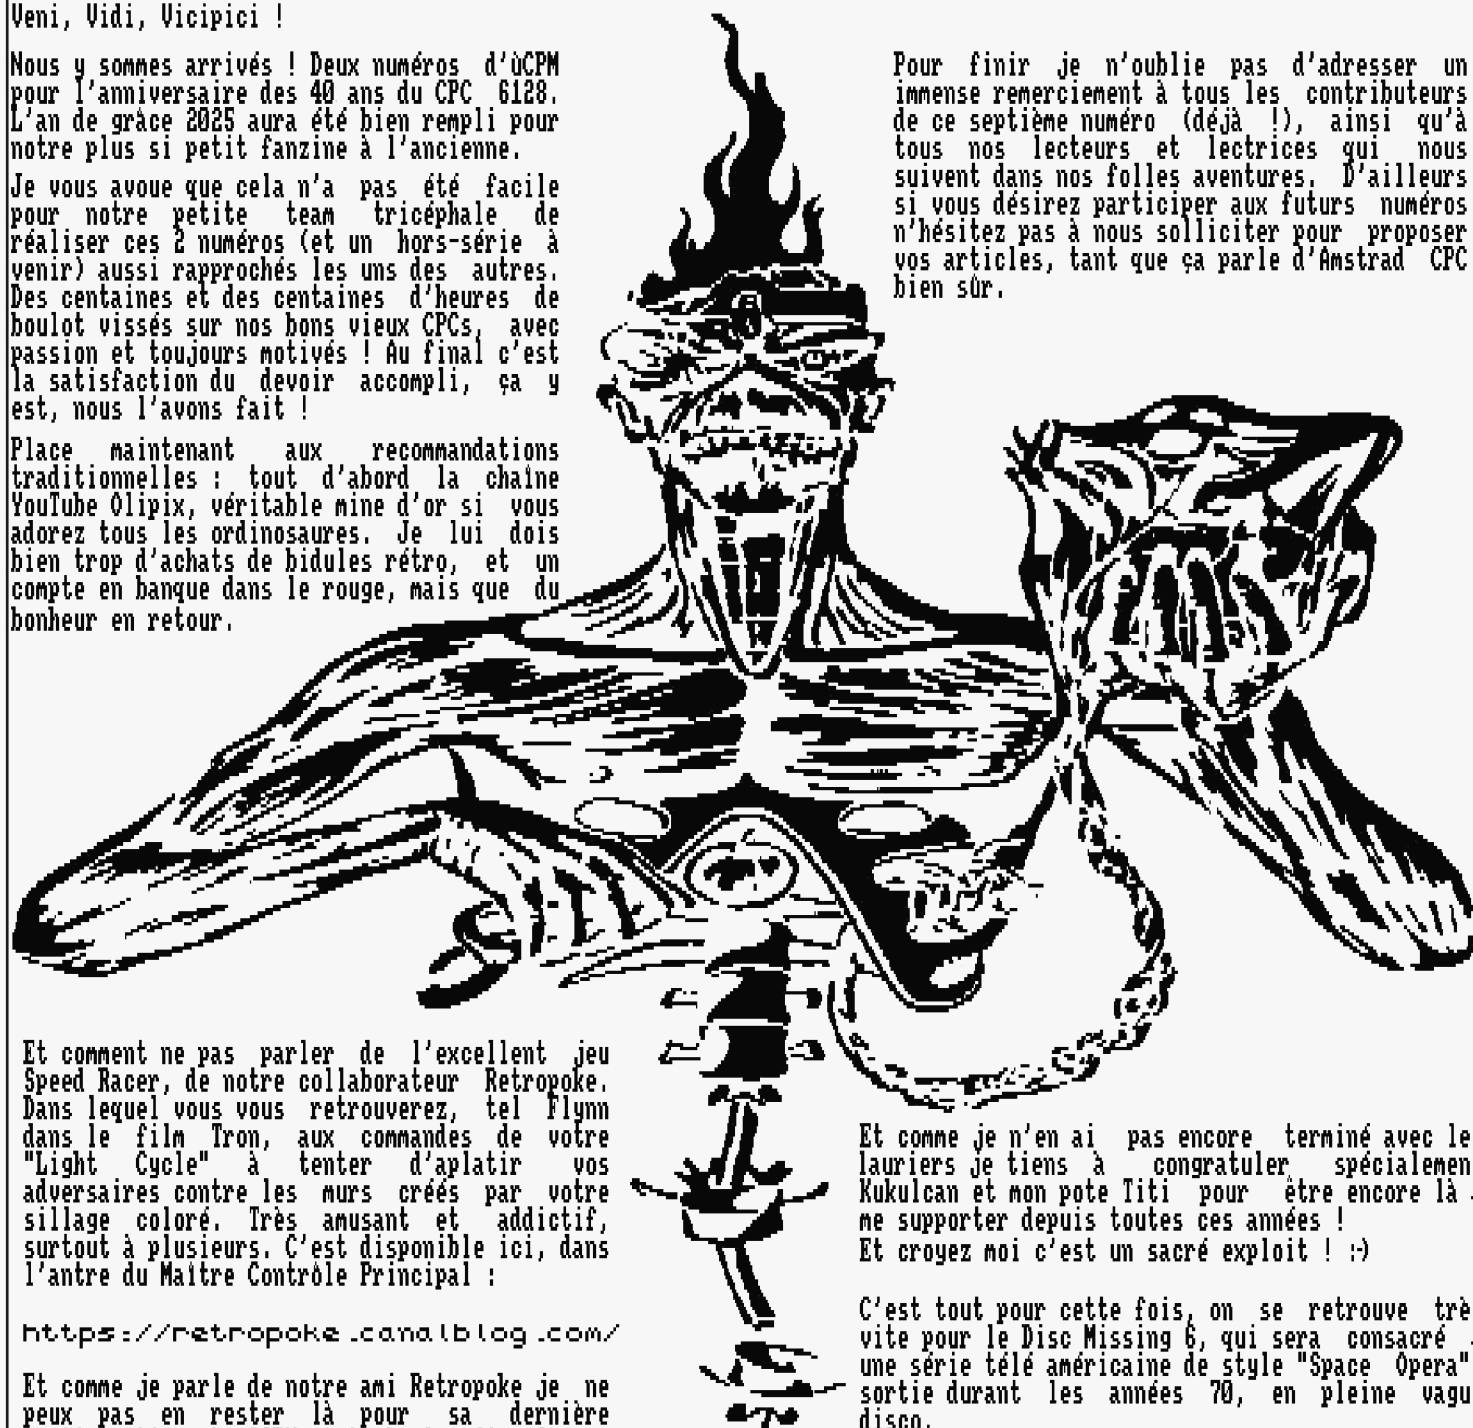 Veni, Vidi, Vicipici !
Nous y sommes arrivés ! Deux numéros d'ùCPM
pour l'anniversaire des 40 ans du CPC 6128.
L'an de grâce 2025 aura été bien rempli pour
notre plus si petit fanzine à l'ancienne.
Je vous avoue que cela n'a pas été facile
pour notre petite team tricéphale de
réaliser ces 2 numéros (et un hors-série à
venir) aussi rapprochés les uns des autres.
Des centaines et des centaines d'heures de
boulot vissés sur nos bons vieux CPCs, avec
passion et toujours motivés ! Au final c'est
la satisfaction du devoir accompli, ça y
est, nous l'avons fait !
Place maintenant aux recommandations
traditionnelles : tout d'abord la chaîne
YouTube Olipix, véritable mine d'or si vous
adorez tous les ordinosaures. Je lui dois
bien trop d'achats de bidules rétro, et un
compte en banque dans le rouge, mais que du
bonheur en retour.
Et comment ne pas parler de l'excellent jeu
Speed Racer, de notre collaborateur Retropoke.
Dans lequel vous vous retrouverez, tel Flynn
dans le film Tron, aux commandes de votre
"Light Cycle" à tenter d'aplatir vos
adversaires contre les murs créés par votre
sillage coloré. Très amusant et addictif,
surtout à plusieurs. C'est disponible ici, dans
l'antre du Maître Contrôle Principal :
https://retropoke.canalblog.com/
Et comme je parle de notre ami Retropoke je ne
peux pas en rester là pour sa dernière
Pour finir je n'oublie pas d'adresser un
immense remerciement à tous les contributeurs
de ce septième numéro (déjà !), ainsi qu'à
tous nos lecteurs et lectrices qui nous
suivent dans nos folles aventures. D'ailleurs
si vous désirez participer aux futurs numéros
n'hésitez pas à nous solliciter pour proposer
vos articles, tant que ça parle d'Amstrad CPC
bien sûr.
Et comme je n'en ai pas encore terminé avec le
lauriers je tiens à congratuler spécialemen
Kukulcan et mon pote Titi pour être encore là
me supporter depuis toutes ces années !
Et croyez moi c'est un sacré exploit ! :-)
C'est tout pour cette fois, on se retrouve trè
vite pour le Disc Missing 6, qui sera consacré
une série télé américaine de style "Space Opera"
sortie durant les années 70, en pleine vagu
disco.